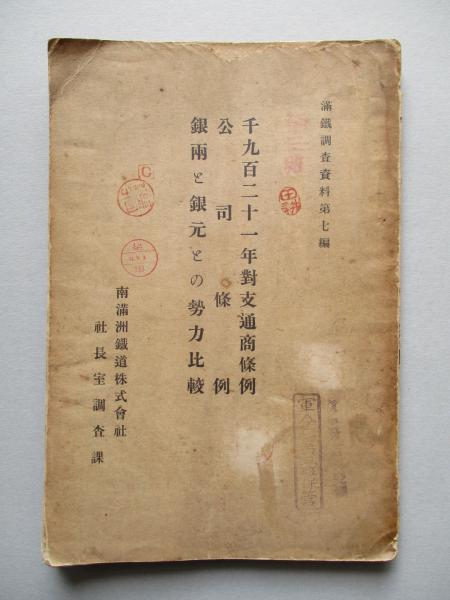 滿鐵調査資料第七編
千九百二十一年對支通商條例
公司條例
銀兩と銀元との勢力比較
南滿洲鐵道株式會社
社長室調査課